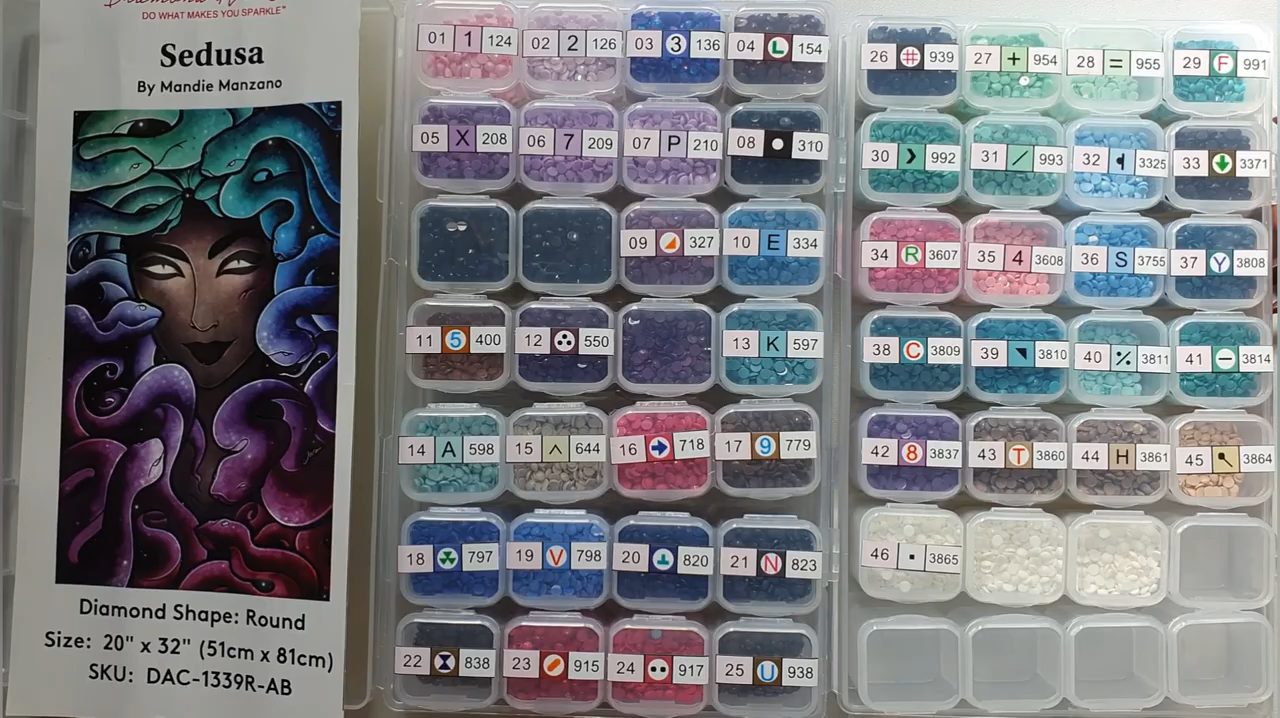 DO WHAT MAKES YOU SPARKLE™
Sedusa
By Mandie Manzano
Diamond Shape: Round
Size: 20" x 32" (51cm x 81cm)
SKU: DAC-1339R-AB
01 1 124
02 2 126
03 3 136
04 L 154
05 X 208
06 7 209
07 P 210
08 ● 310
09 327
10 E 334
11 5 400
12 550
13 K 597
14 A 598
15 ^ 644
16 ➡ 718
17 9 779
18 ☘ 797
19 V 798
20 ⊥ 820
21 N 823
22 838
23 915
24 917
25 U 938
26 # 939
27 + 954
28 = 955
29 F 991
30 ❯ 992
31 / 993
32 3325
33 ⬇ 3371
34 R 3607
35 4 3608
36 S 3755
37 Y 3808
38 C 3809
39 ◥ 3810
40 ٪ 3811
41 − 3814
42 8 3837
43 T 3860
44 H 3861
45 3864
46 ▪ 3865